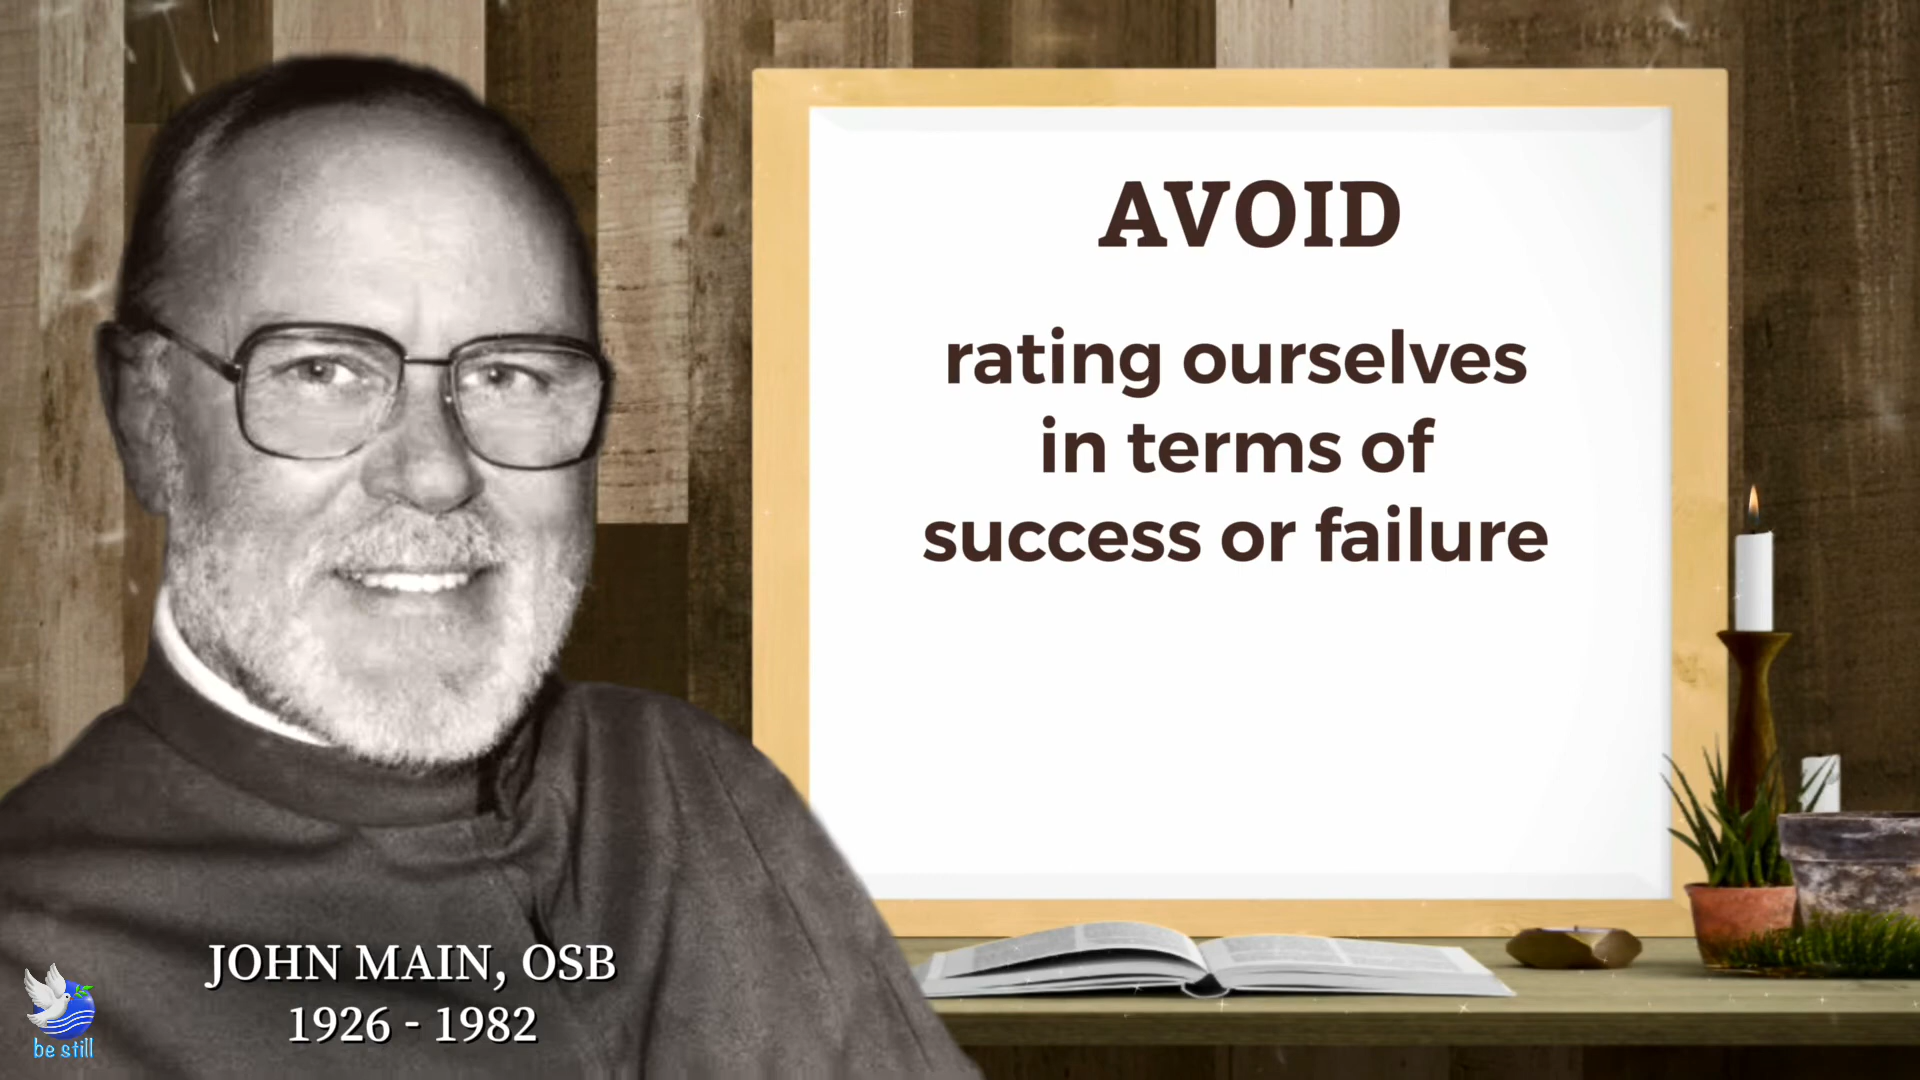 AVOID
rating ourselves
in terms of
success or failure
JOHN MAIN, OSB
1926 - 1982
be still